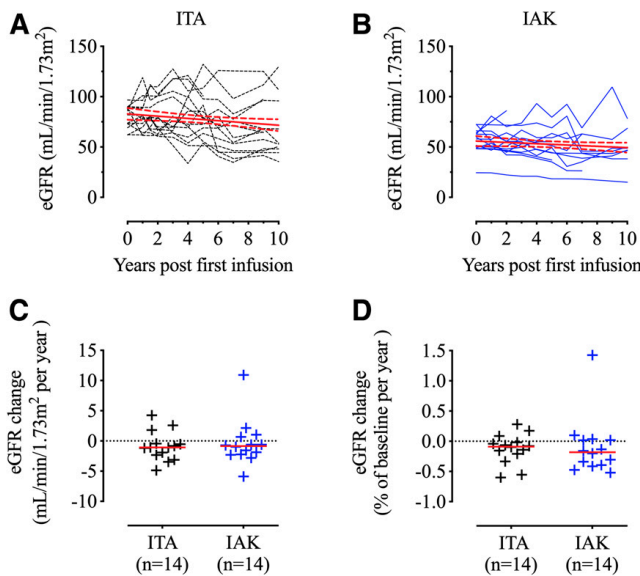 A
ITA
eGFR (mL/min/1.73m²)
150
100
50
0
0 2 4 6 8 10
Years post first infusion
B
IAK
eGFR (mL/min/1.73m²)
150
100
50
0
0 2 4 6 8 10
Years post first infusion
C
eGFR change
(mL/min/1.73m² per year)
15
10
5
0
-5
-10
ITA
(n=14)
IAK
(n=14)
D
eGFR change
(% of baseline per year)
1.5
1.0
0.5
0.0
-0.5
-1.0
ITA
(n=14)
IAK
(n=14)